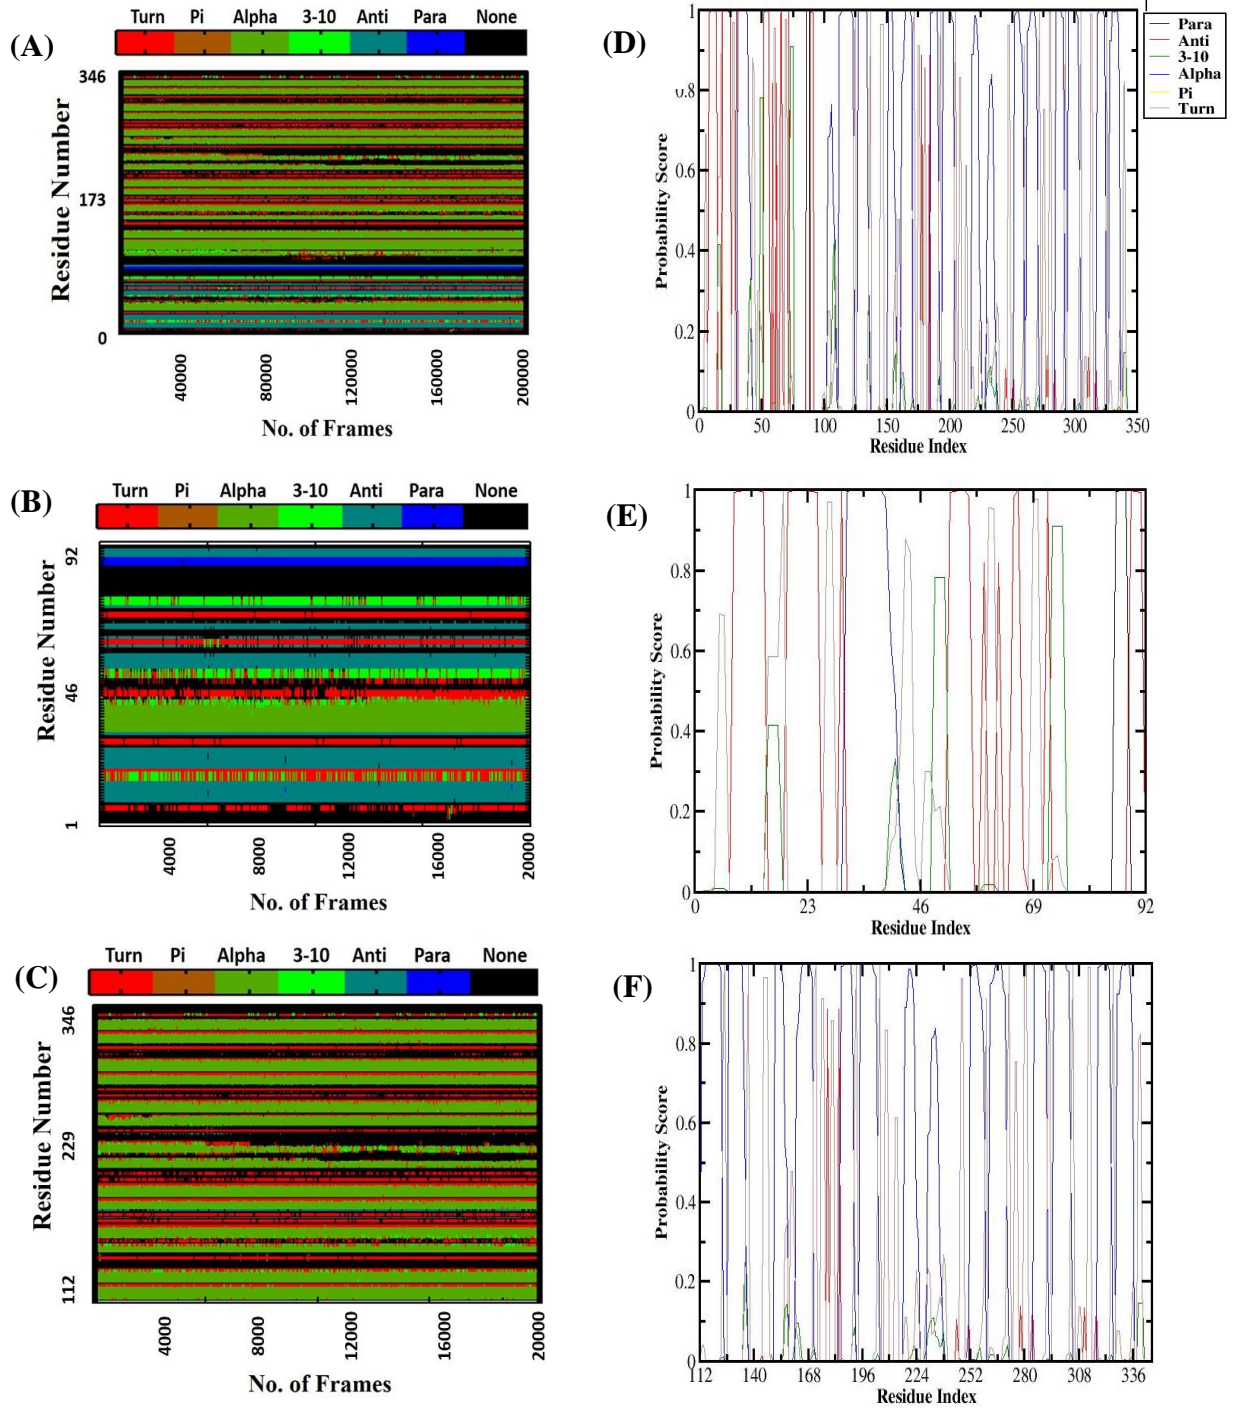 (A)
Turn Pi Alpha 3-10 Anti Para None
Residue Number
346
173
0
40000 80000 120000 160000 200000
No. of Frames
(D)
Probability Score
1
0.8
0.6
0.4
0.2
0
0 50 100 150 200 250 300 350
Residue Index
Para
Anti
3-10
Alpha
Pi
Turn
(B)
Turn Pi Alpha 3-10 Anti Para None
Residue Number
92
46
1
4000 8000 12000 16000 20000
No. of Frames
(E)
Probability Score
1
0.8
0.6
0.4
0.2
0
0 23 46 69 92
Residue Index
(C)
Turn Pi Alpha 3-10 Anti Para None
Residue Number
346
229
112
4000 8000 12000 16000 20000
No. of Frames
(F)
Probability Score
1
0.8
0.6
0.4
0.2
0
112 140 168 196 224 252 280 308 336
Residue Index